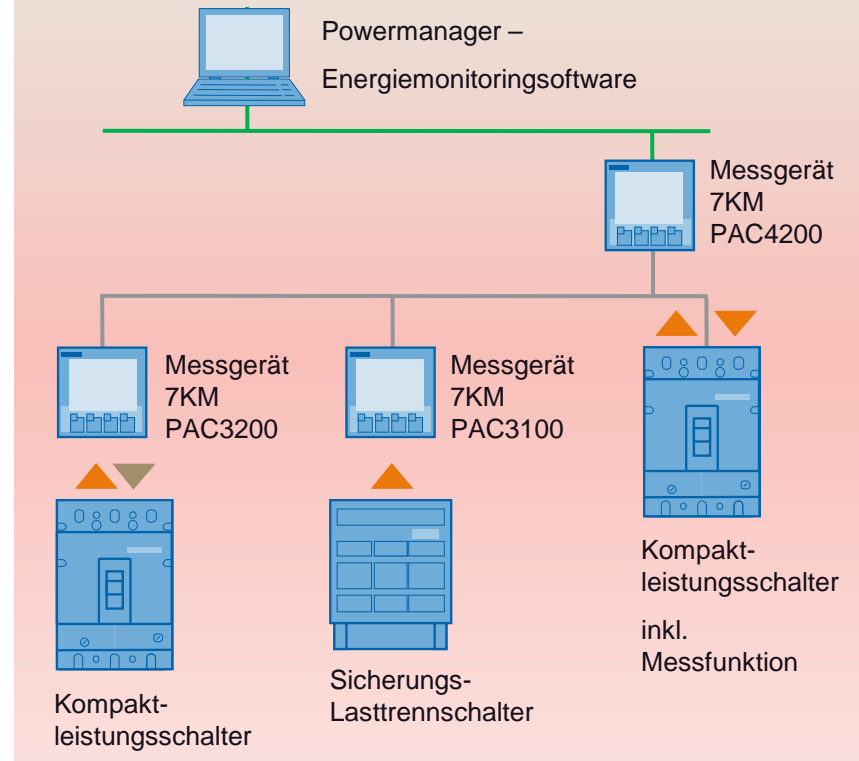 Powermanager –
Energiemonitoringsoftware
Messgerät
7KM
PAC4200
Messgerät
7KM
PAC3200
Messgerät
7KM
PAC3100
Kompakt-
leistungsschalter
inkl.
Messfunktion
Sicherungs-
Lasttrennschalter
Kompakt-
leistungsschalter